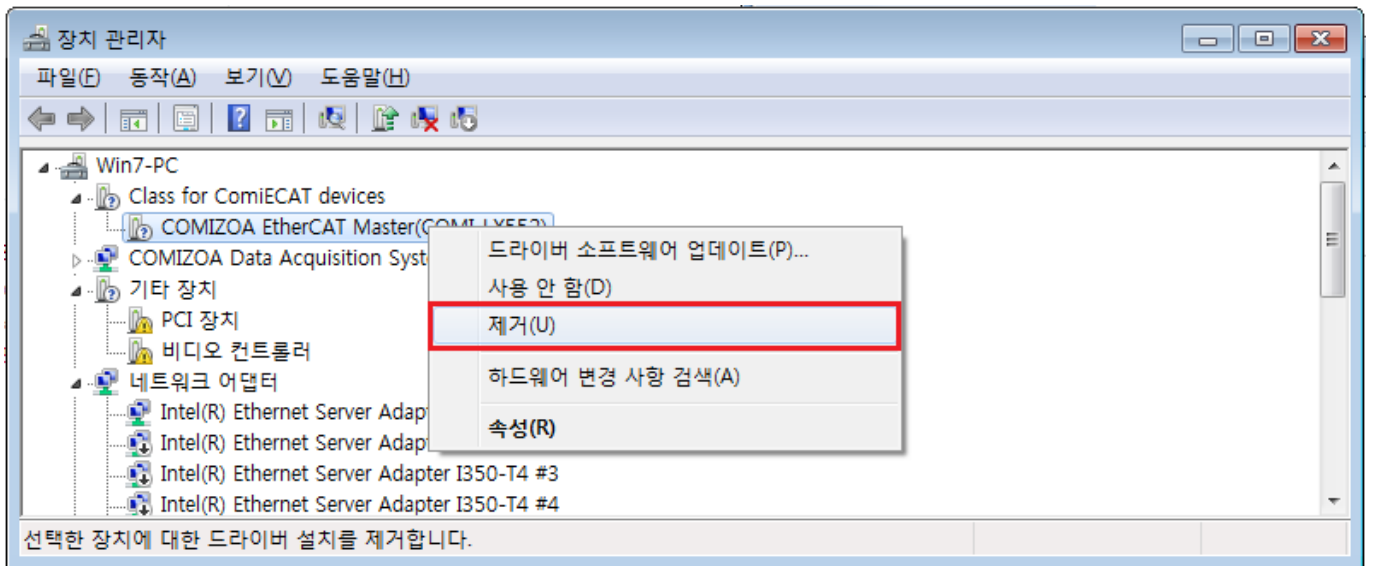 장치 관리자
파일(F) 동작(A) 보기(V) 도움말(H)
Win7-PC
Class for ComiECAT devices
COMIZOA EtherCAT Master(COMI-LX552)
COMIZOA Data Acquisition Syst
기타 장치
PCI 장치
비디오 컨트롤러
네트워크 어댑터
Intel(R) Ethernet Server Adapt
Intel(R) Ethernet Server Adapt
Intel(R) Ethernet Server Adapter I350-T4 #3
Intel(R) Ethernet Server Adapter I350-T4 #4
드라이버 소프트웨어 업데이트(P)...
사용 안 함(D)
제거(U)
하드웨어 변경 사항 검색(A)
속성(R)
선택한 장치에 대한 드라이버 설치를 제거합니다.